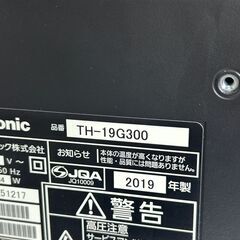 onic
品番 TH-19G300
ック株式会社
お知らせ
本体の温度が高くなりますが
性能・品質には問題ありません。
V～
60 Hz
W
JQA
JQ10009
51217
2019 年製
警告
高圧注意
サービスマン